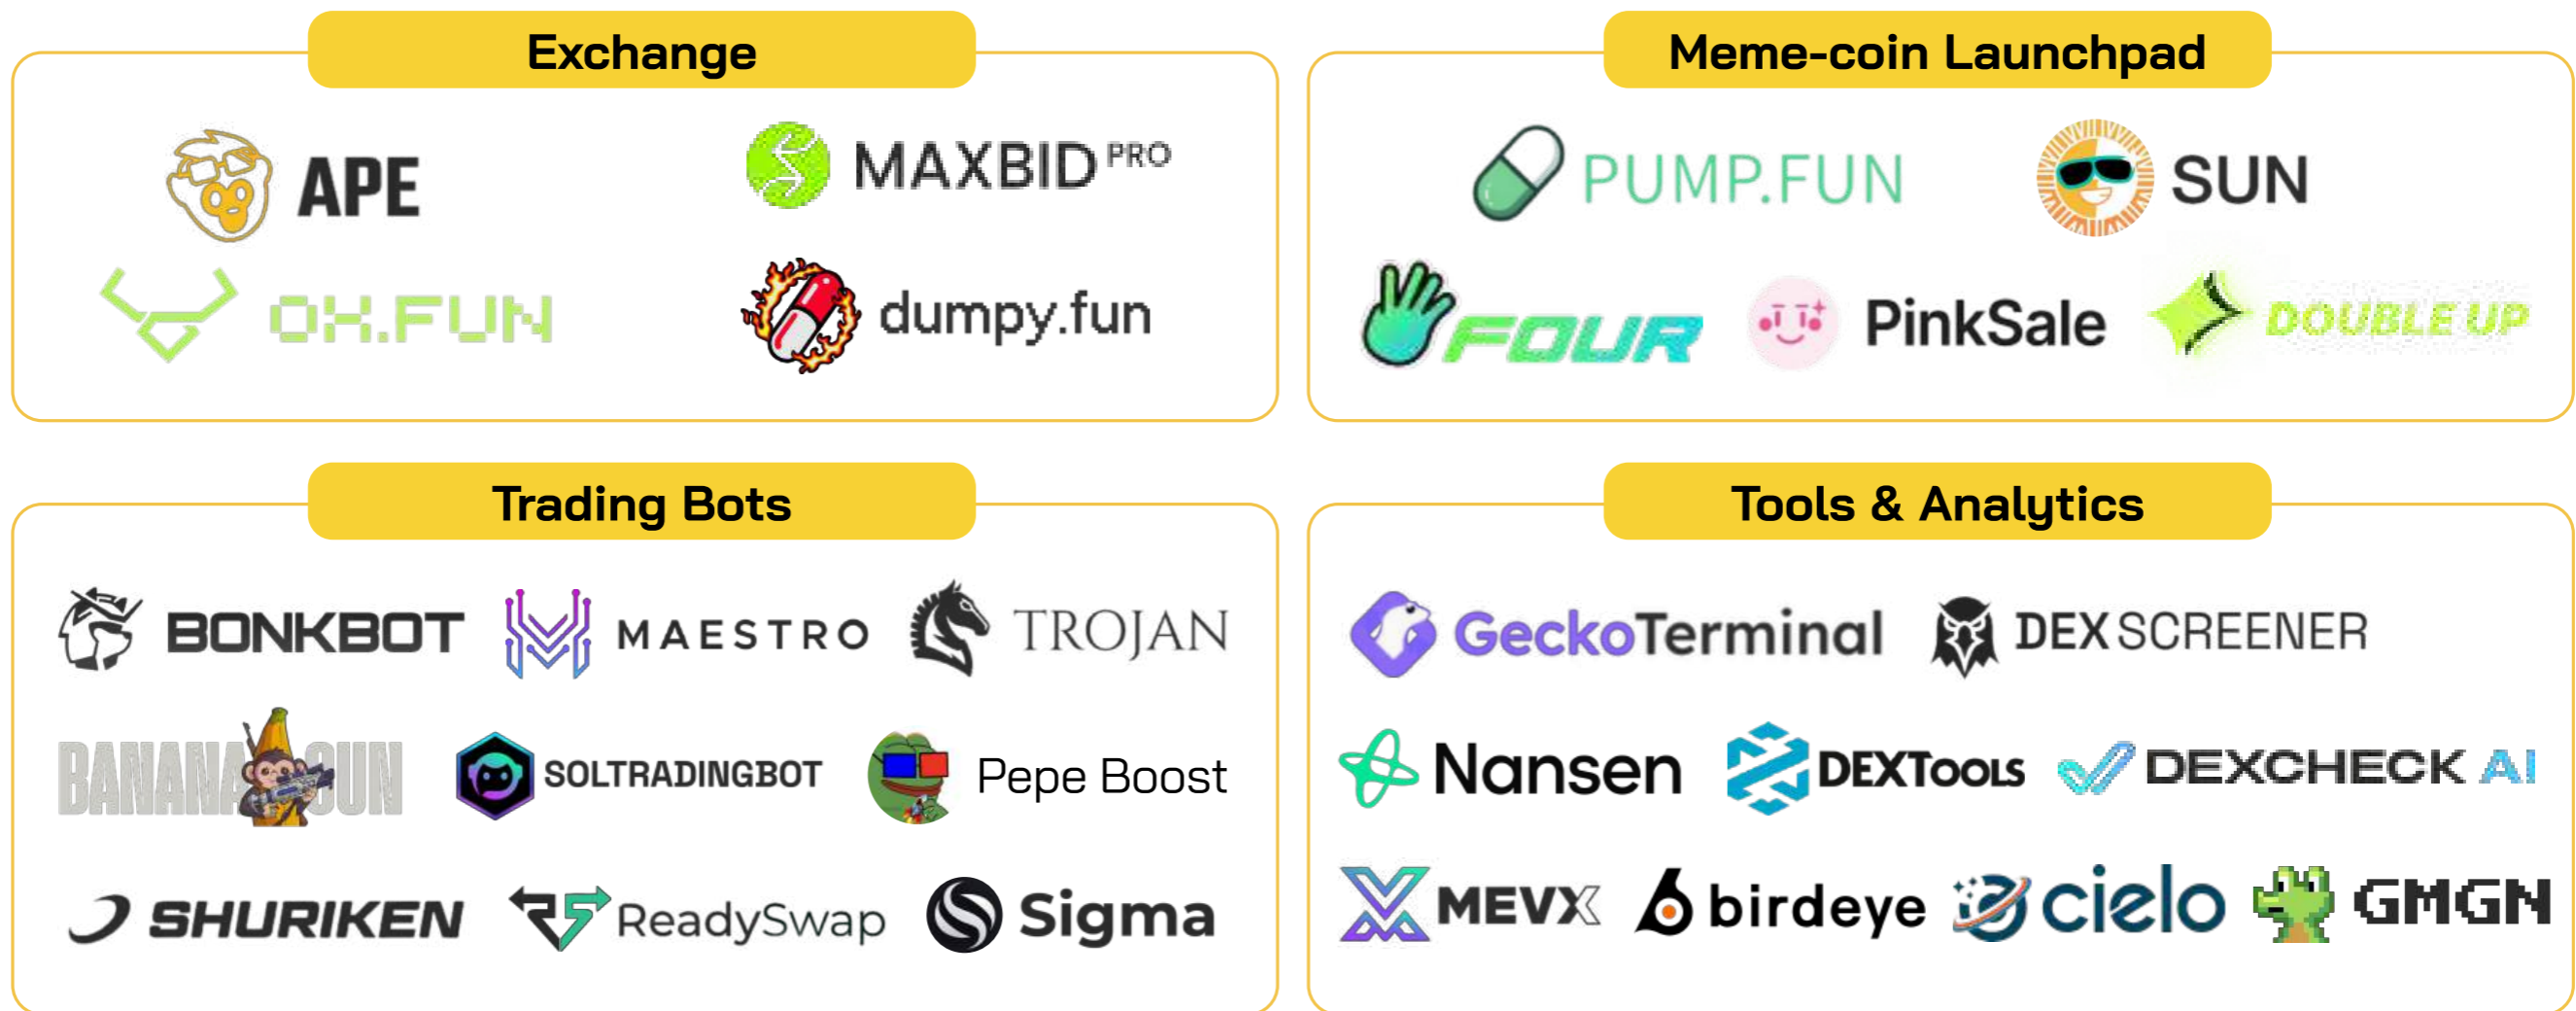 Exchange
APE
MAXBID PRO
OX.FUN
dumpy.fun
Meme-coin Launchpad
PUMP.FUN
SUN
FOUR
PinkSale
DOUBLE UP
Trading Bots
BONKBOT
MAESTRO
TROJAN
BANANA GUN
SOLTRADINGBOT
Pepe Boost
SHURIKEN
ReadySwap
Sigma
Tools & Analytics
GeckoTerminal
DEXSCREENER
Nansen
DEXTools
DEXCHECK AI
MEVX
birdeye
cielo
GMGN